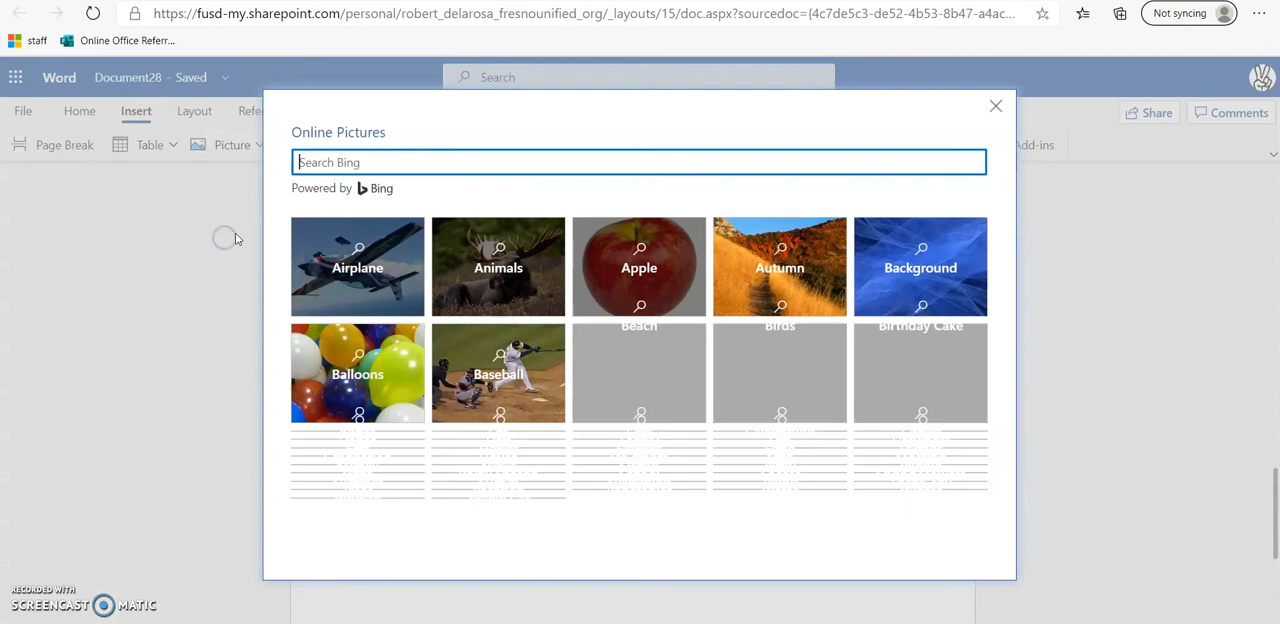 https://fusd-my.sharepoint.com/personal/robert_delarosa_fresnounified_org/_layouts/15/doc.aspx?sourcedoc={4c7de5c3-de52-4b53-8b47-a4ac...
Not syncing
staff
Online Office Referr...
Word
Document28 - Saved
Search
File
Home
Insert
Layout
Refe
Share
Comments
Page Break
Table
Picture
Add-ins
Online Pictures
Search Bing
Powered by Bing
Airplane
Animals
Apple
Autumn
Background
Beach
Birds
Birthday Cake
Balloons
Baseball
RECORDED WITH
SCREENCAST MATIC